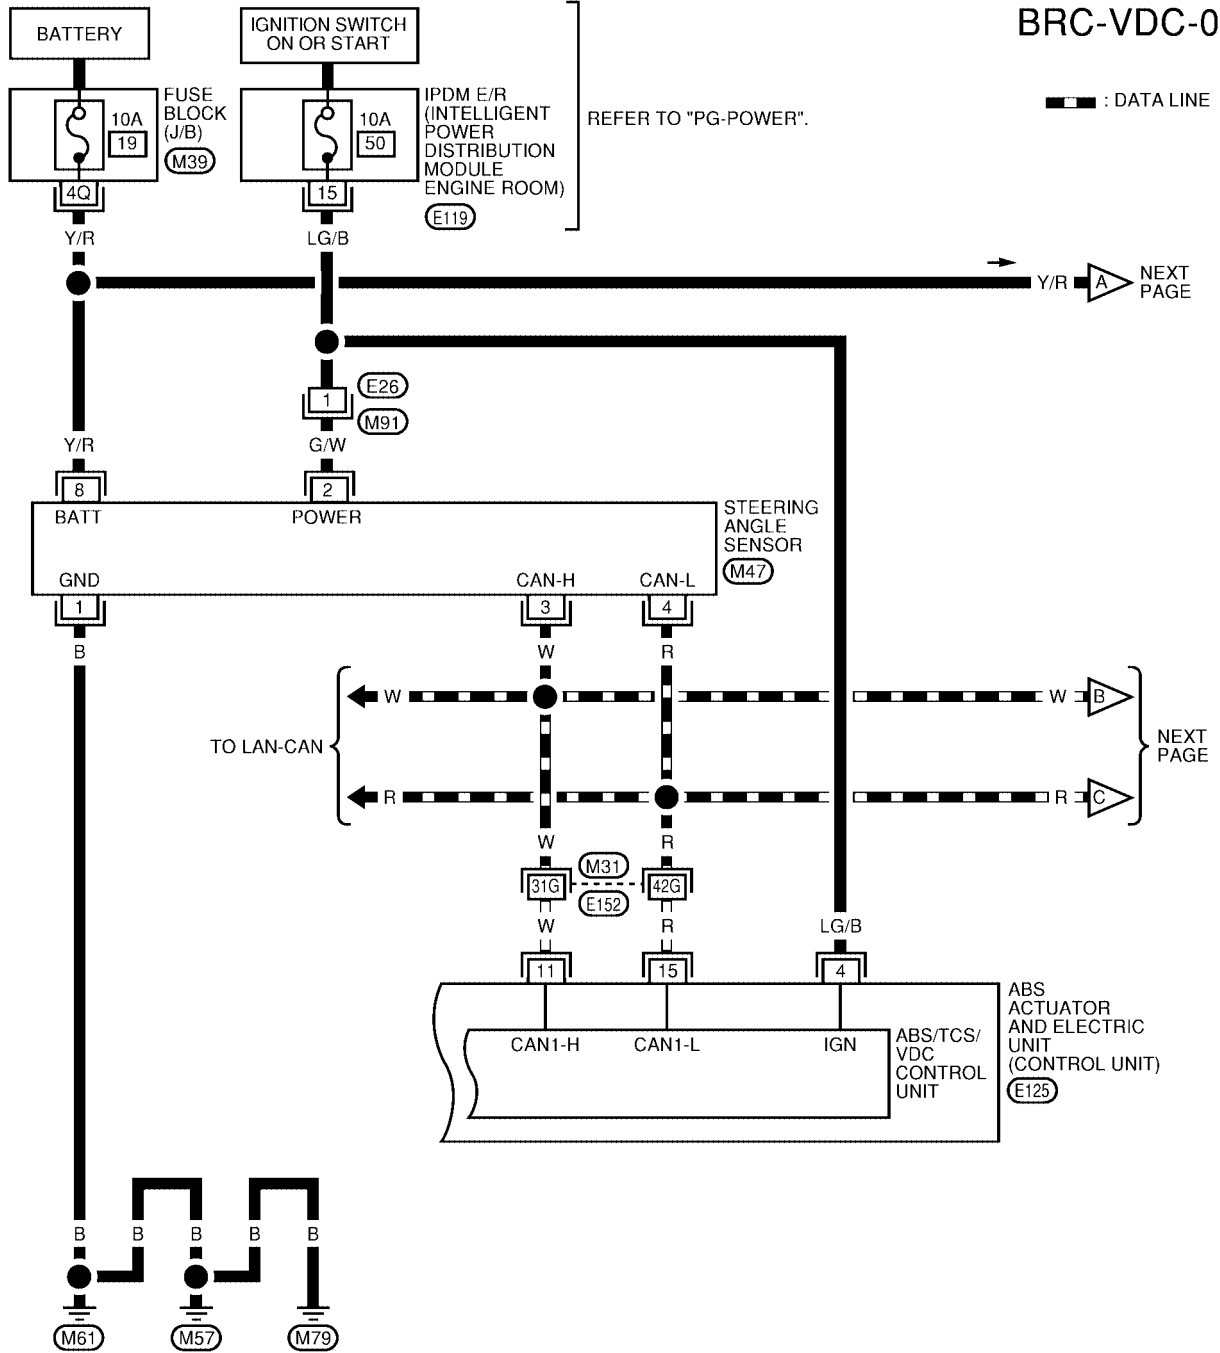 BRC-VDC-0
BATTERY
IGNITION SWITCH
ON OR START
: DATA LINE
10A
19
FUSE
BLOCK
(J/B)
M39
10A
50
IPDM E/R
(INTELLIGENT
POWER
DISTRIBUTION
MODULE
ENGINE ROOM)
E119
REFER TO "PG-POWER".
4Q
15
Y/R
LG/B
Y/R
A
NEXT
PAGE
1
E26
M91
Y/R
G/W
8
2
BATT
POWER
STEERING
ANGLE
SENSOR
M47
GND
CAN-H
CAN-L
1
3
4
B
W
R
W
W
B
TO LAN-CAN
NEXT
PAGE
R
R
C
W
R
31G
M31
E152
42G
W
R
LG/B
11
15
4
CAN1-H
CAN1-L
IGN
ABS/TCS/
VDC
CONTROL
UNIT
ABS
ACTUATOR
AND ELECTRIC
UNIT
(CONTROL UNIT)
E125
B
B
B
B
B
M61
M57
M79